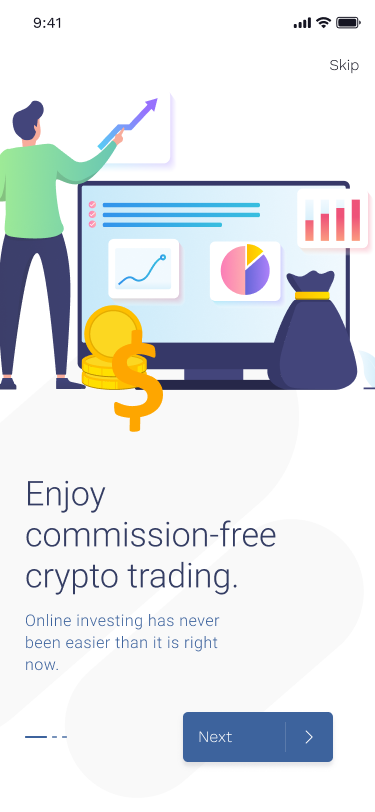 9:41
Skip
$
Enjoy
commission-free
crypto trading.
Online investing has never
been easier than it is right
now.
Next